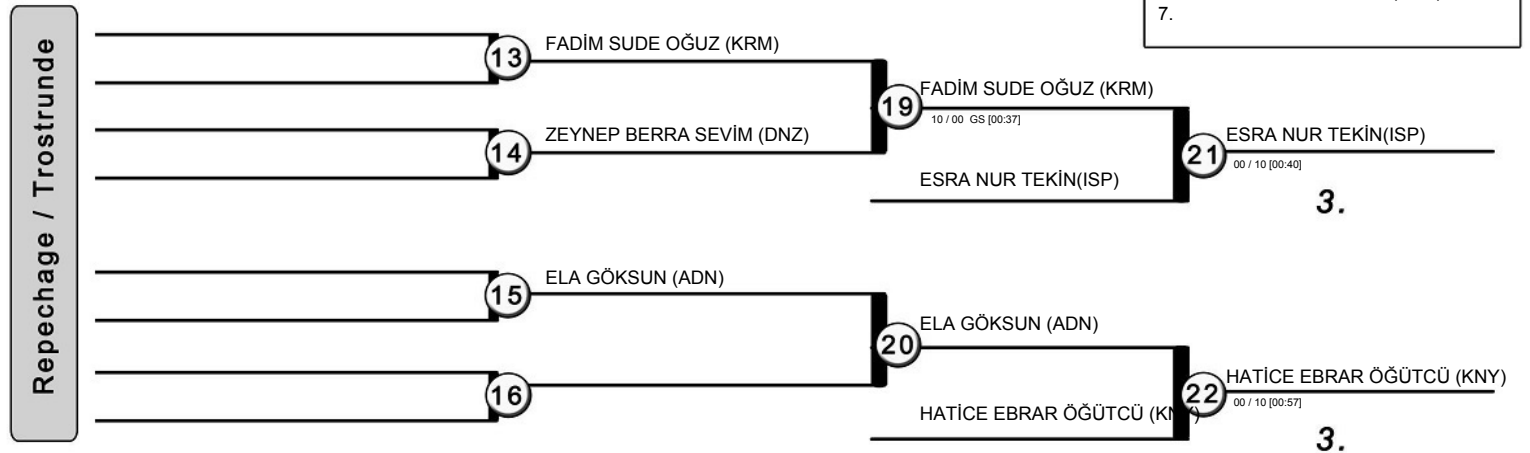 7.
Repechage / Trostrunde
13
FADİM SUDE OĞUZ (KRM)
19
FADİM SUDE OĞUZ (KRM)
10 / 00 GS [00:37]
14
ZEYNEP BERRA SEVİM (DNZ)
21
ESRA NUR TEKİN(ISP)
00 / 10 [00:40]
ESRA NUR TEKİN(ISP)
3.
15
ELA GÖKSUN (ADN)
20
ELA GÖKSUN (ADN)
16
22
HATİCE EBRAR ÖĞÜTCÜ (KNY)
00 / 10 [00:57]
HATİCE EBRAR ÖĞÜTCÜ (KNY)
3.